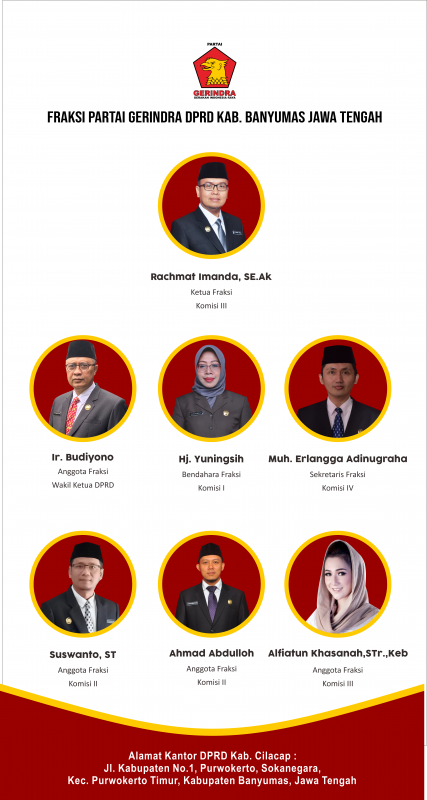 PARTAI
GERINDRA
GERAKAN INDONESIA RAYA
FRAKSI PARTAI GERINDRA DPRD KAB. BANYUMAS JAWA TENGAH
Rachmat Imanda, SE.Ak
Ketua Fraksi
Komisi III
Ir. Budiyono
Anggota Fraksi
Wakil Ketua DPRD
Hj. Yuningsih
Bendahara Fraksi
Komisi I
Muh. Erlangga Adinugraha
Sekretaris Fraksi
Komisi IV
Suswanto, ST
Anggota Fraksi
Komisi II
Ahmad Abdulloh
Anggota Fraksi
Komisi II
Alfiatun Khasanah,STr.,Keb
Anggota Fraksi
Komisi III
Alamat Kantor DPRD Kab. Cilacap :
Jl. Kabupaten No.1, Purwokerto, Sokanegara,
Kec. Purwokerto Timur, Kabupaten Banyumas, Jawa Tengah